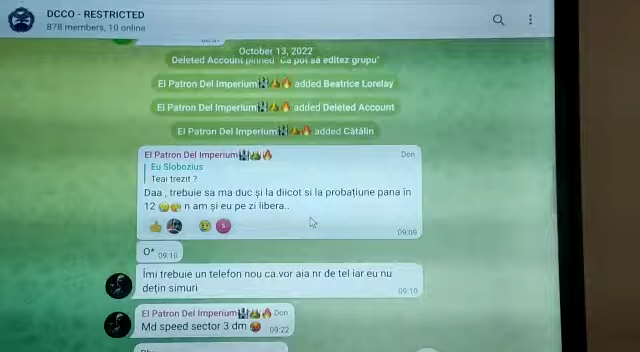 DCCO - RESTRICTED
878 members, 10 online
October 13, 2022
Deleted Account pinned "Ca pot sa editez grupu"
El Patron Del Imperium added Beatrice Lorelay
El Patron Del Imperium added Deleted Account
El Patron Del Imperium added Cătălin
El Patron Del Imperium Don
Eu Slobozius
Teai trezit ?
Daa , trebuie sa ma duc și la diicot si la probațiune pana in
12 😥🫣 n am și eu pe zi libera..
👍 😢 S
09:09
O* 09:10
Îmi trebuie un telefon nou ca.vor aia nr de tel iar eu nu
dețin simuri 09:10
El Patron Del Imperium Don
Md speed sector 3 dm 🥵 09:22